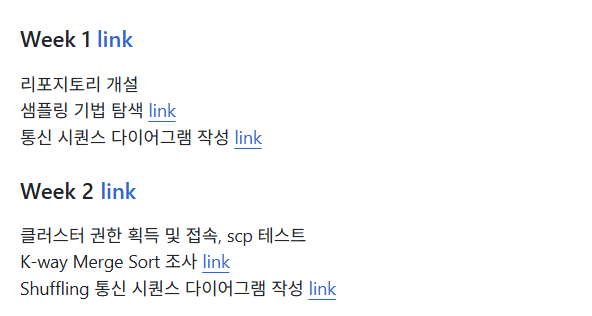 Week 1 link
리포지토리 개설
샘플링 기법 탐색 link
통신 시퀀스 다이어그램 작성 link
Week 2 link
클러스터 권한 획득 및 접속, scp 테스트
K-way Merge Sort 조사 link
Shuffling 통신 시퀀스 다이어그램 작성 link